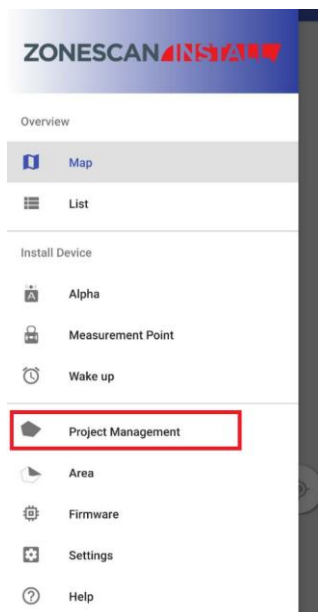 ZONESCAN INSTALL
Overview
Map
List
Install Device
A
Alpha
Measurement Point
Wake up
Project Management
Area
Firmware
Settings
Help